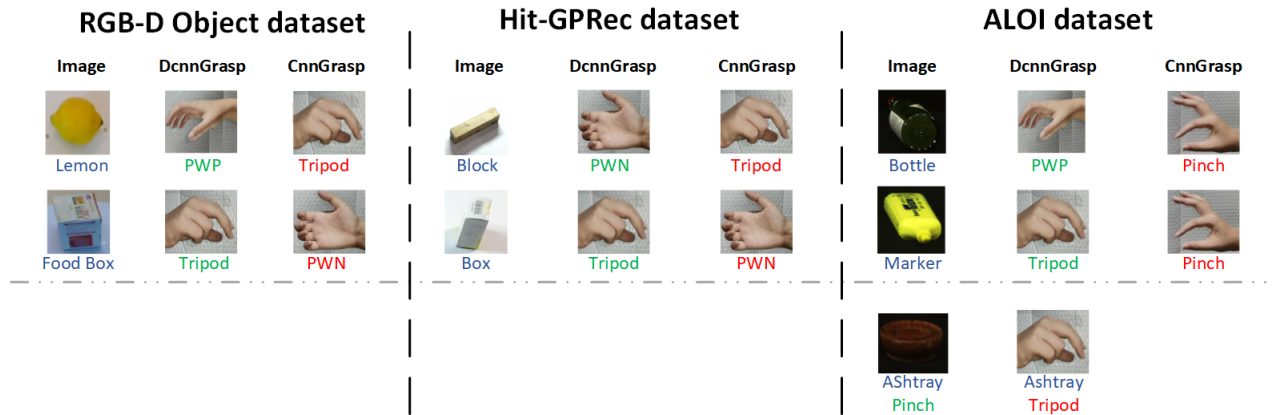 RGB-D Object dataset
Hit-GPRec dataset
ALOI dataset
Image DcnnGrasp CnnGrasp
Image DcnnGrasp CnnGrasp
Image DcnnGrasp CnnGrasp
Lemon PWP Tripod
Block PWN Tripod
Bottle PWP Pinch
Food Box Tripod PWN
Box Tripod PWN
Marker Tripod Pinch
AShtray Ashtray
Pinch Tripod